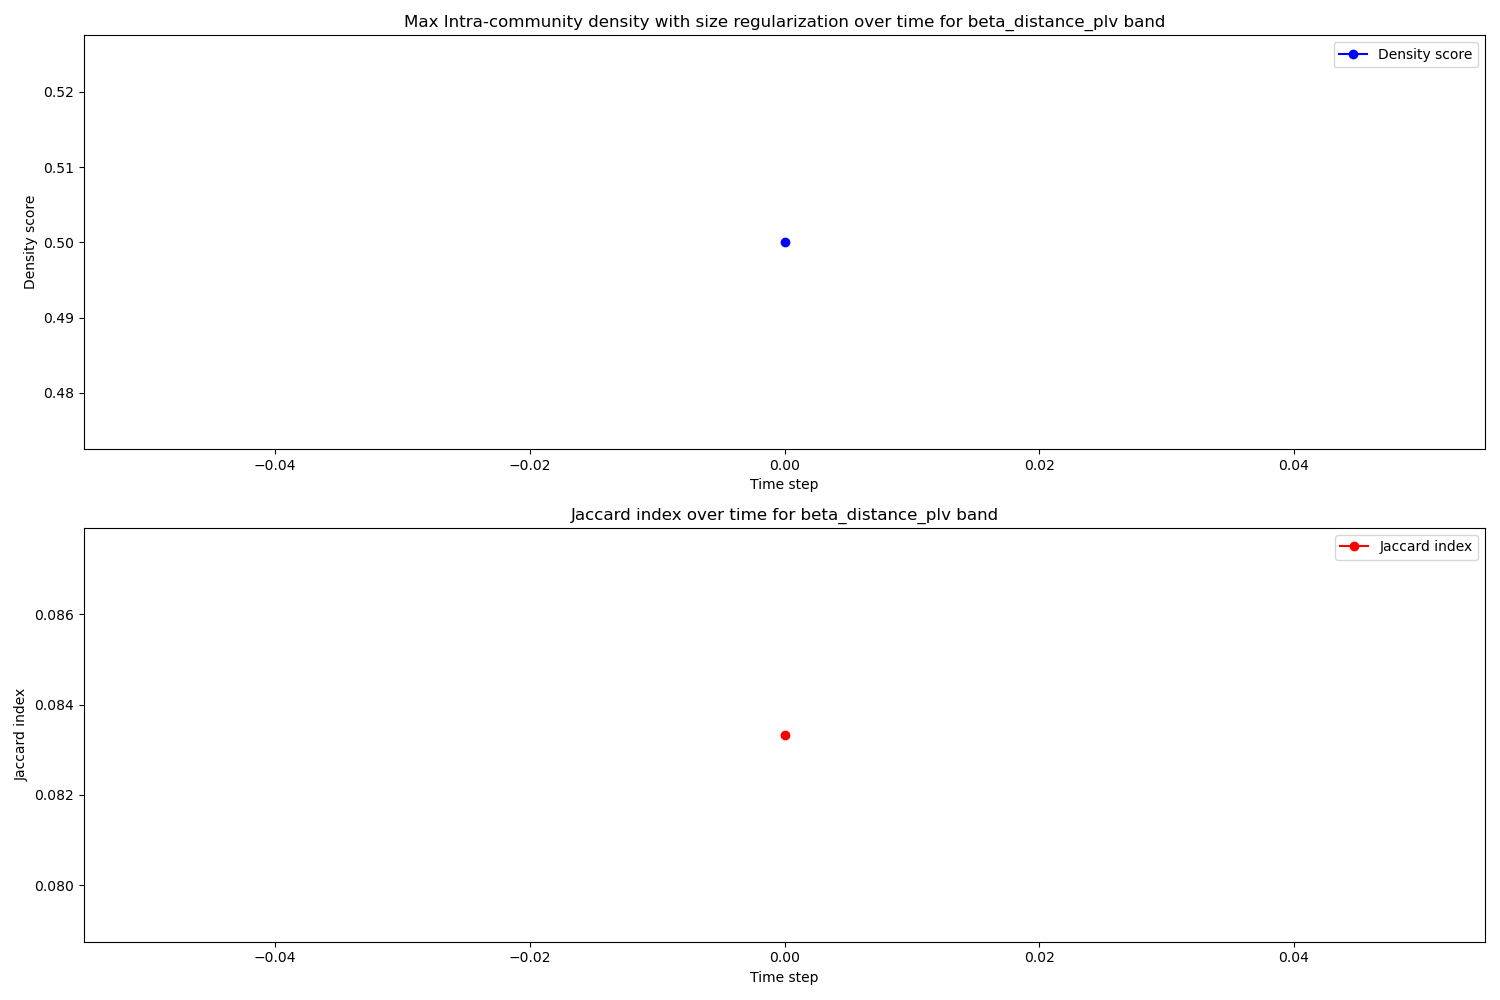 Max Intra-community density with size regularization over time for beta_distance_plv band
Density score
0.52
0.51
0.50
0.49
0.48
Density score
−0.04
−0.02
0.00
0.02
0.04
Time step
Jaccard index over time for beta_distance_plv band
Jaccard index
0.086
0.084
0.082
0.080
Jaccard index
−0.04
−0.02
0.00
0.02
0.04
Time step